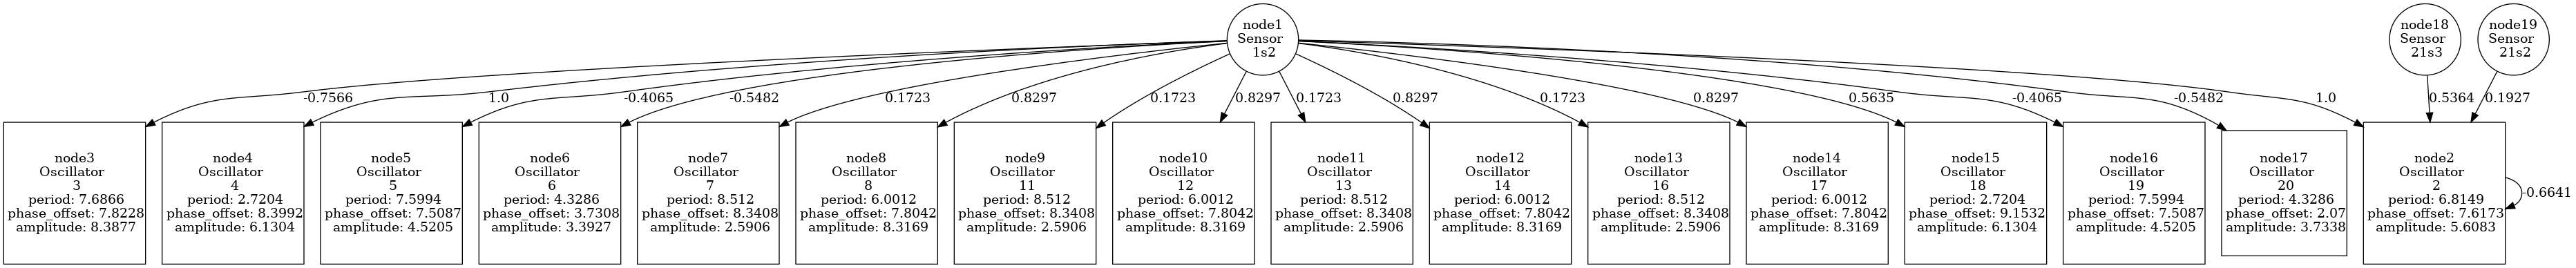 node1
Sensor
1s2
node18
Sensor
21s3
node19
Sensor
21s2
-0.7566
1.0
-0.4065
-0.5482
0.1723
0.8297
0.1723
0.8297
0.1723
0.8297
0.1723
0.8297
0.5635
-0.4065
-0.5482
1.0
0.5364
0.1927
node3
Oscillator
3
period: 7.6866
phase_offset: 7.8228
amplitude: 8.3877
node4
Oscillator
4
period: 2.7204
phase_offset: 8.3992
amplitude: 6.1304
node5
Oscillator
5
period: 7.5994
phase_offset: 7.5087
amplitude: 4.5205
node6
Oscillator
6
period: 4.3286
phase_offset: 3.7308
amplitude: 3.3927
node7
Oscillator
7
period: 8.512
phase_offset: 8.3408
amplitude: 2.5906
node8
Oscillator
8
period: 6.0012
phase_offset: 7.8042
amplitude: 8.3169
node9
Oscillator
11
period: 8.512
phase_offset: 8.3408
amplitude: 2.5906
node10
Oscillator
12
period: 6.0012
phase_offset: 7.8042
amplitude: 8.3169
node11
Oscillator
13
period: 8.512
phase_offset: 8.3408
amplitude: 2.5906
node12
Oscillator
14
period: 6.0012
phase_offset: 7.8042
amplitude: 8.3169
node13
Oscillator
16
period: 8.512
phase_offset: 8.3408
amplitude: 2.5906
node14
Oscillator
17
period: 6.0012
phase_offset: 7.8042
amplitude: 8.3169
node15
Oscillator
18
period: 2.7204
phase_offset: 9.1532
amplitude: 6.1304
node16
Oscillator
19
period: 7.5994
phase_offset: 7.5087
amplitude: 4.5205
node17
Oscillator
20
period: 4.3286
phase_offset: 2.07
amplitude: 3.7338
node2
Oscillator
2
period: 6.8149
phase_offset: 7.6173
amplitude: 5.6083
-0.6641